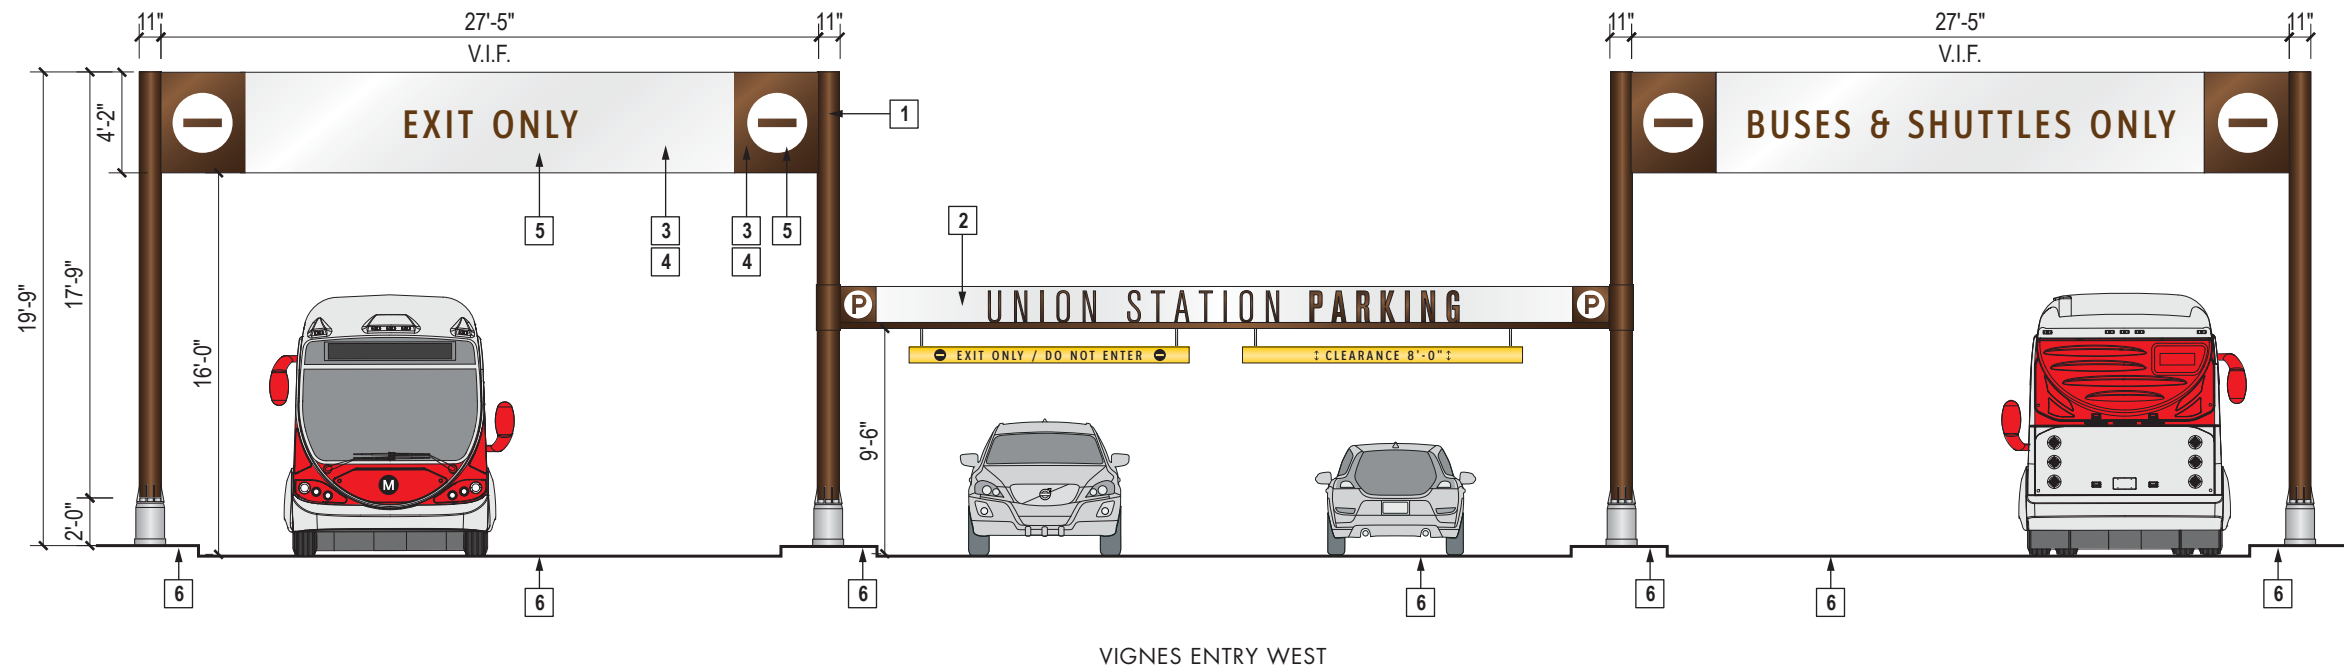 11" 27'-5" 11" 11" 27'-5" 11"
V.I.F. V.I.F.
EXIT ONLY
BUSES & SHUTTLES ONLY
4'-2"
1
2
5 3 3 5
4 4
19'-9"
17'-9"
16'-0"
2'-0"
9'-6"
P UNION STATION PARKING P
EXIT ONLY / DO NOT ENTER
↕ CLEARANCE 8'-0" ↕
M
6 6 6 6 6 6 6
VIGNES ENTRY WEST